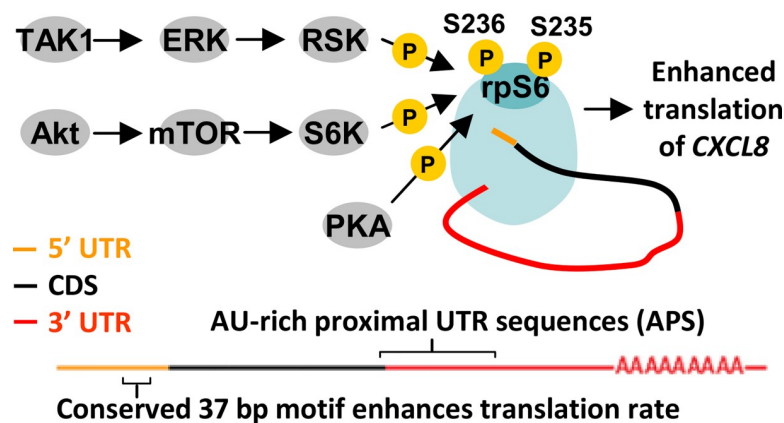 TAK1 ERK RSK P S236 S235
P P
rpS6
Akt mTOR S6K P
P
PKA
Enhanced
translation
of CXCL8
5' UTR
CDS
3' UTR
AU-rich proximal UTR sequences (APS)
AAAAAAAA
Conserved 37 bp motif enhances translation rate